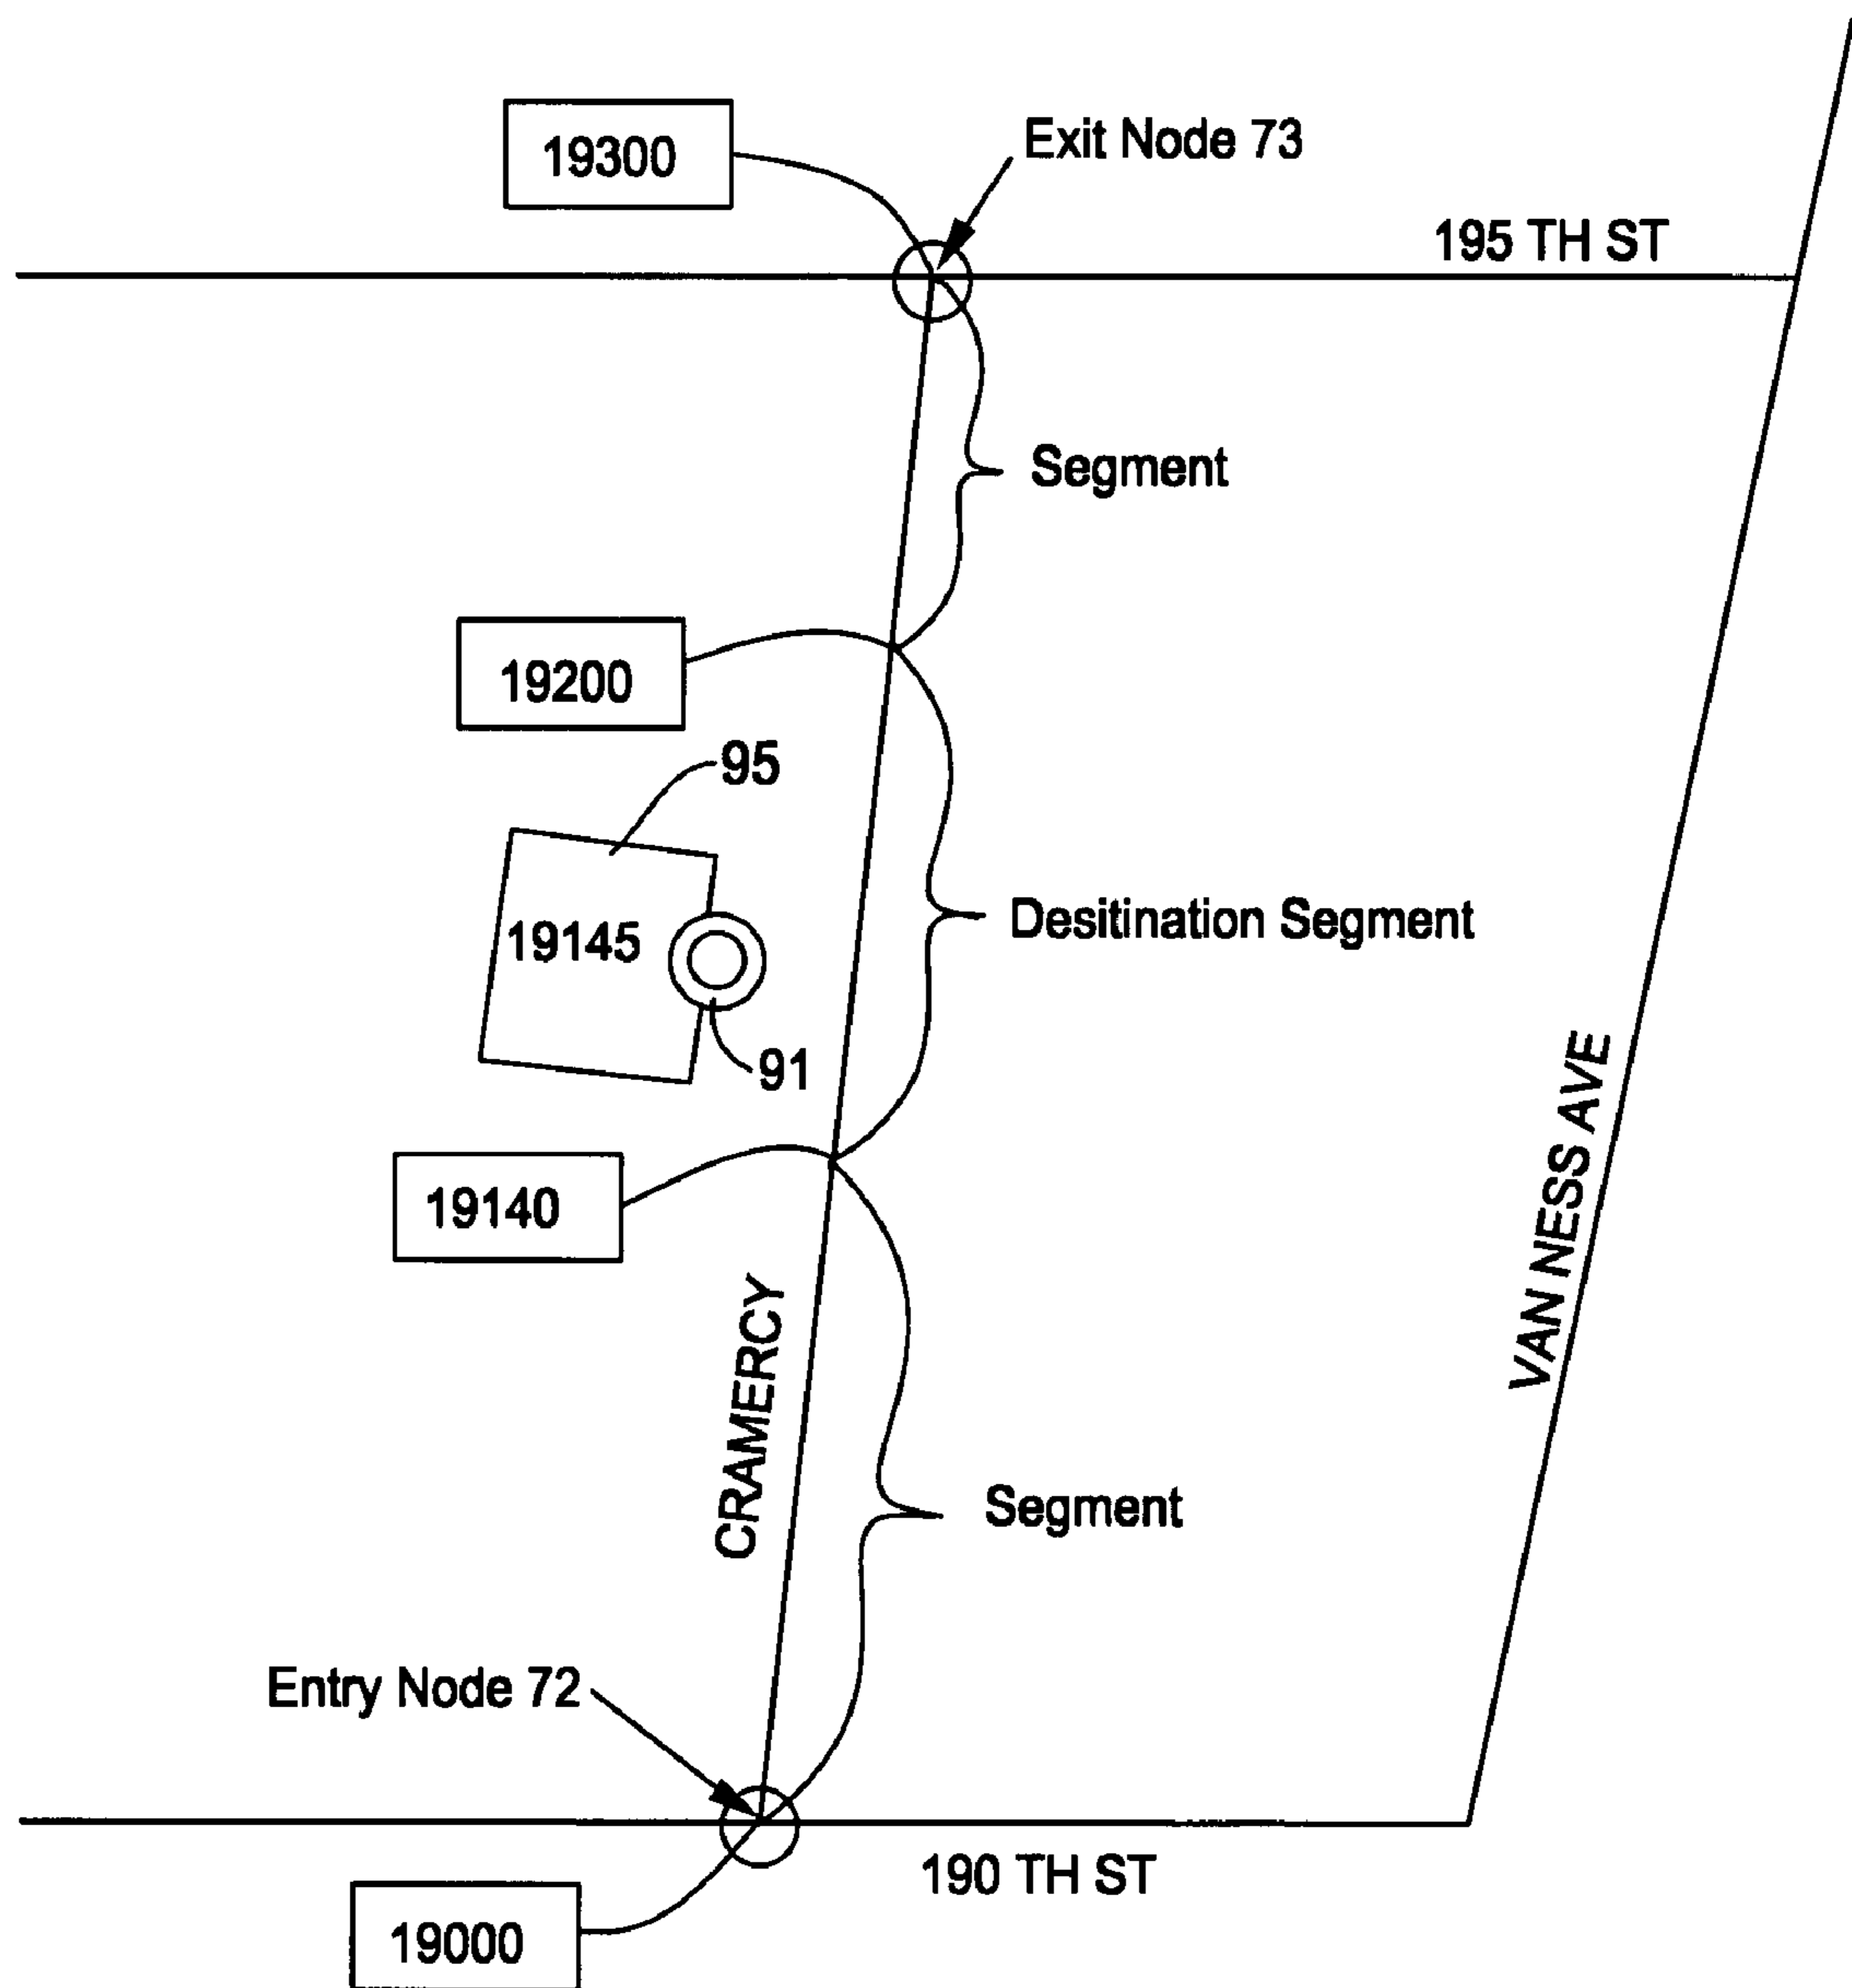 19300
Exit Node 73
195 TH ST
Segment
19200
95
19145
Desitination Segment
91
19140
VAN NESS AVE
CRAMERCY
Segment
Entry Node 72
190 TH ST
19000